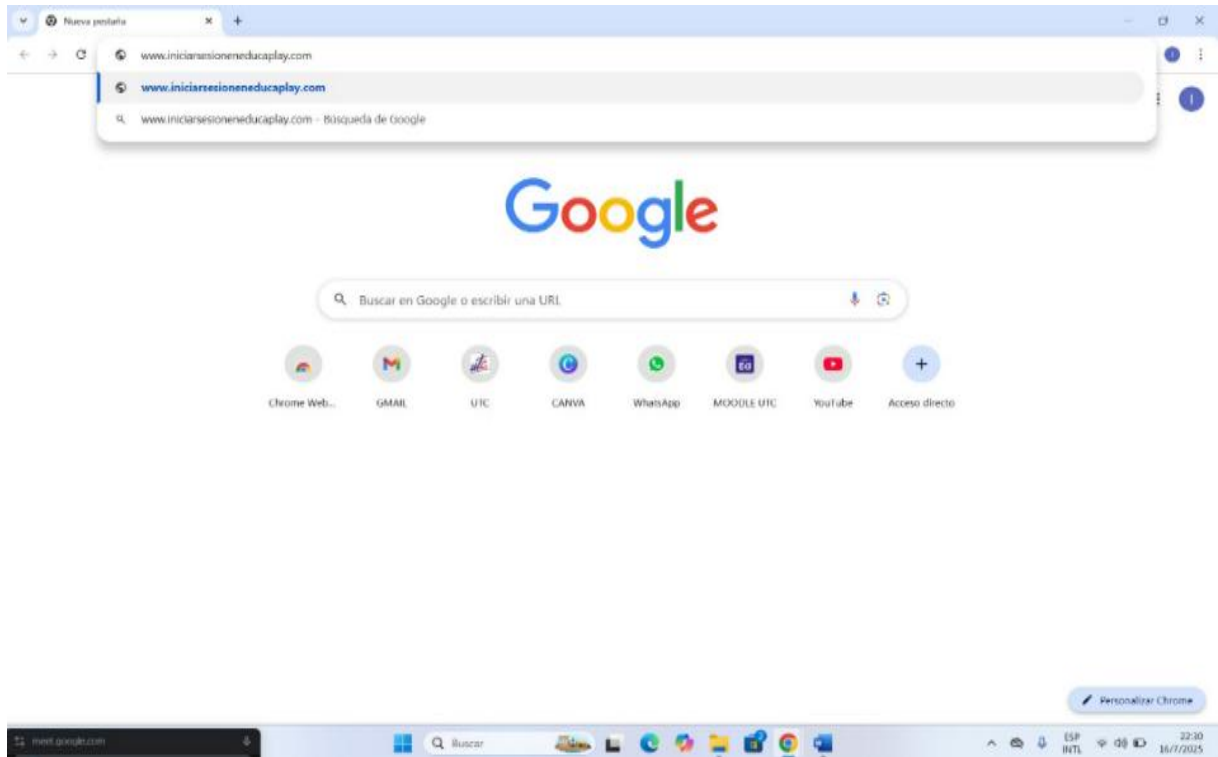 Nueva pestaña
www.iniciarsesioneneducaplay.com
www.iniciarsesioneneducaplay.com
www.iniciarsesioneneducaplay.com - Búsqueda de Google
I
Google
Buscar en Google o escribir una URL
Chrome Web...
GMAIL
UTC
CANVA
WhatsApp
MOODLE UTC
YouTube
Acceso directo
Personalizar Chrome
meet.google.com
Buscar
ESP
INTL
22:30
16/7/2025